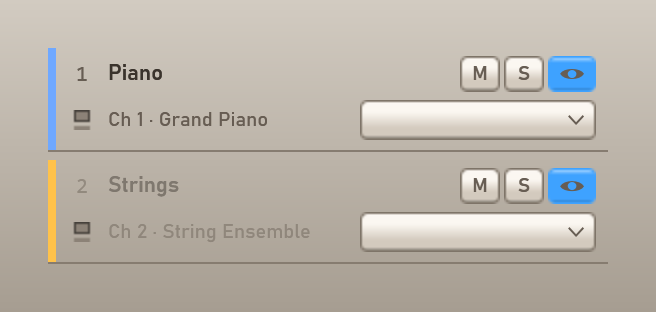 1 Piano M S
Ch 1 · Grand Piano
2 Strings M S
Ch 2 · String Ensemble